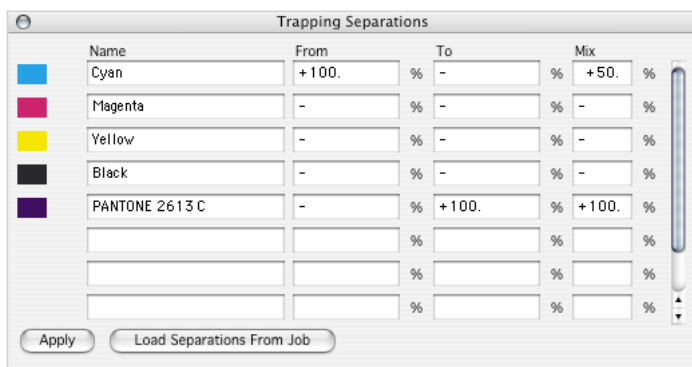 Trapping Separations
Name From To Mix
Cyan +100. % - % +50. %
Magenta - % - % - %
Yellow - % - % - %
Black - % - % - %
PANTONE 2613 C - % +100. % +100. %
% % %
% % %
% % %
Apply Load Separations From Job